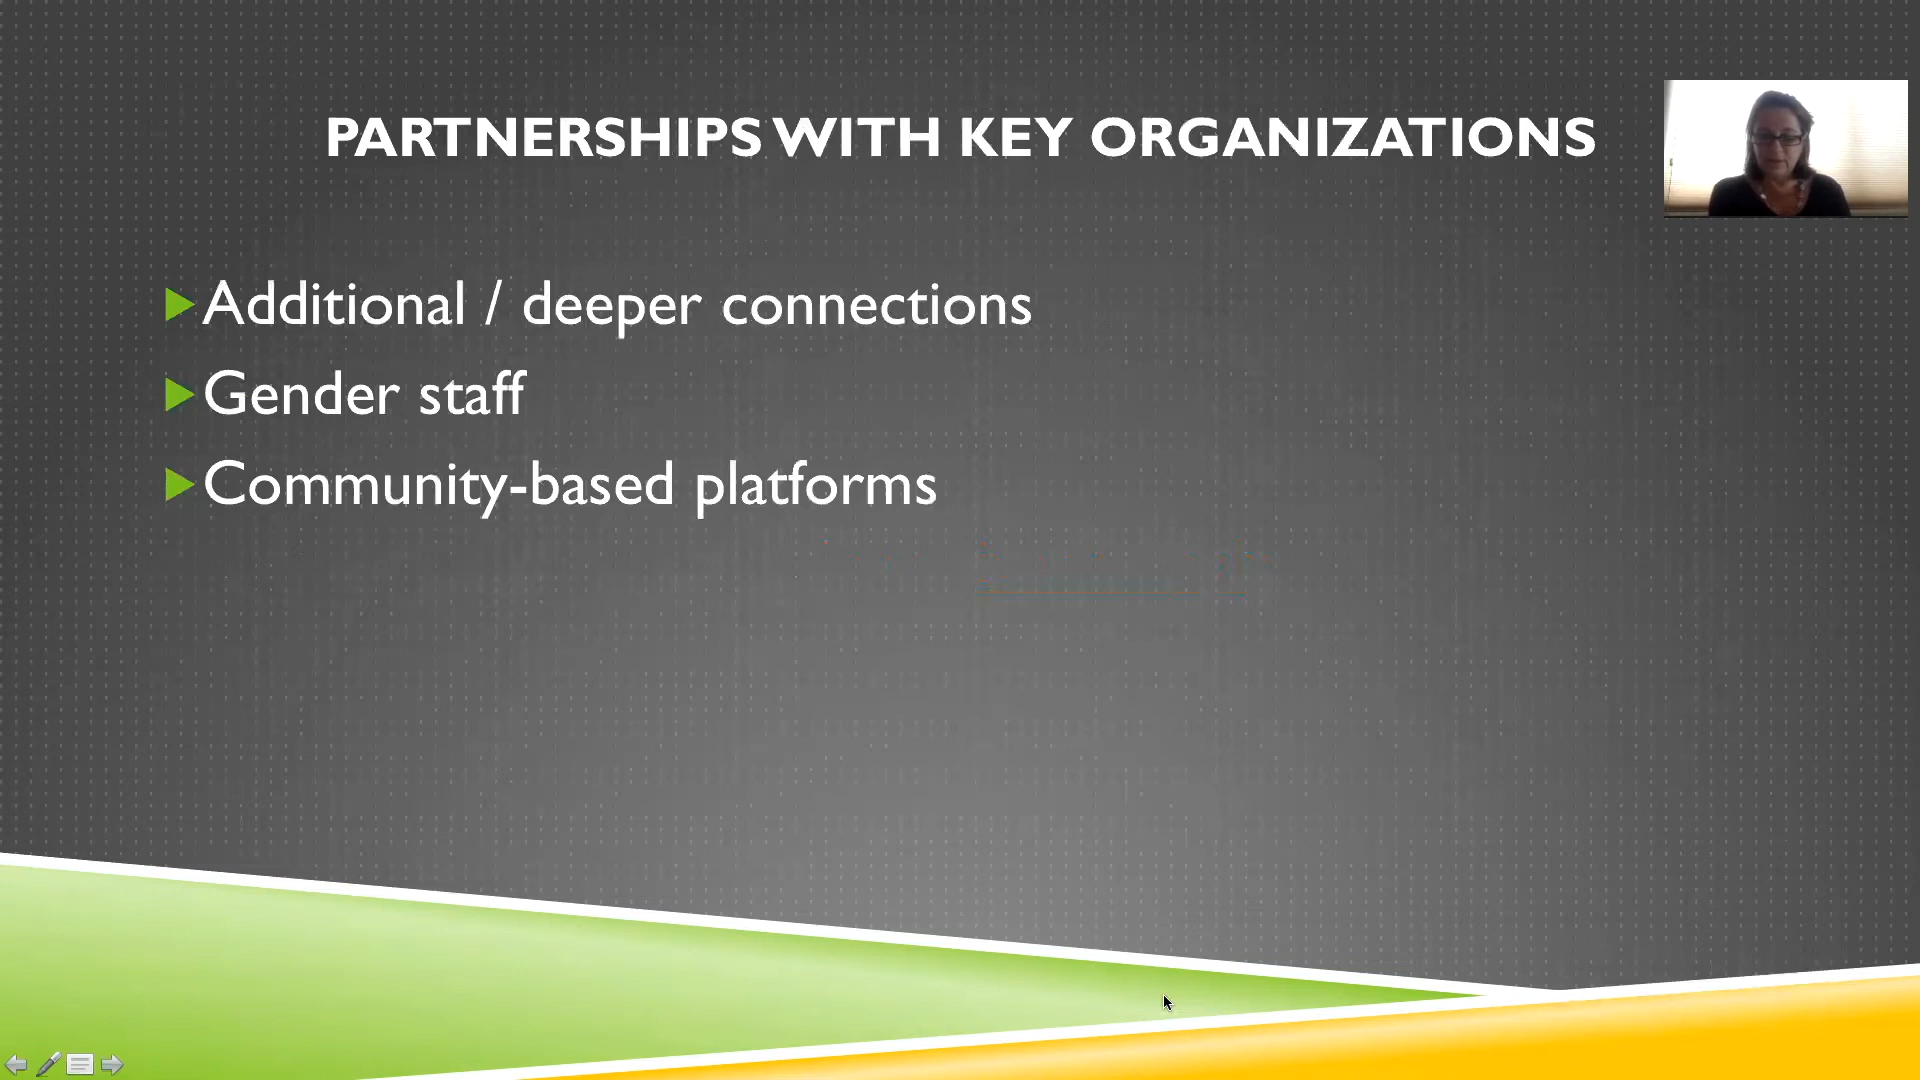 PARTNERSHIPS WITH KEY ORGANIZATIONS
Additional / deeper connections
Gender staff
Community-based platforms